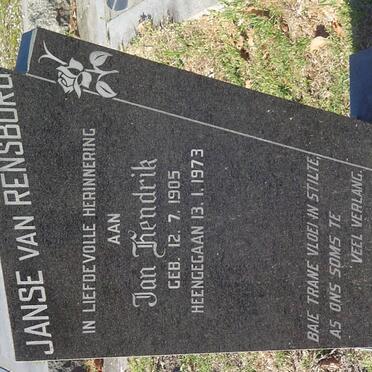 JANSE VAN RENSBURG
IN LIEFDEVOLLE HERINNERING
AAN
Jan Hendrik
GEB. 12.7.1905
HEENGEGAAN 13.1.1973
BAIE TRANE VLOEI IN STILTE,
AS ONS SOMS TE
VEEL VERLANG.